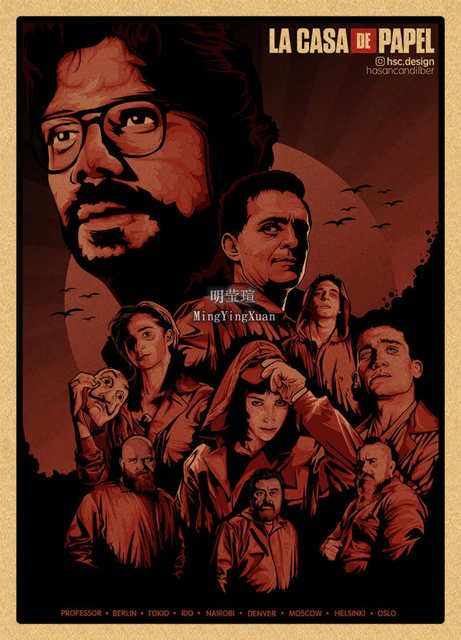 LA CASA DE PAPEL
hsc.design
hasancandilber
明莹瑄
MingYingXuan
PROFESSOR • BERLIN • TOKIO • RIO • NAIROBI • DENVER • MOSCOW • HELSINKI • OSLO